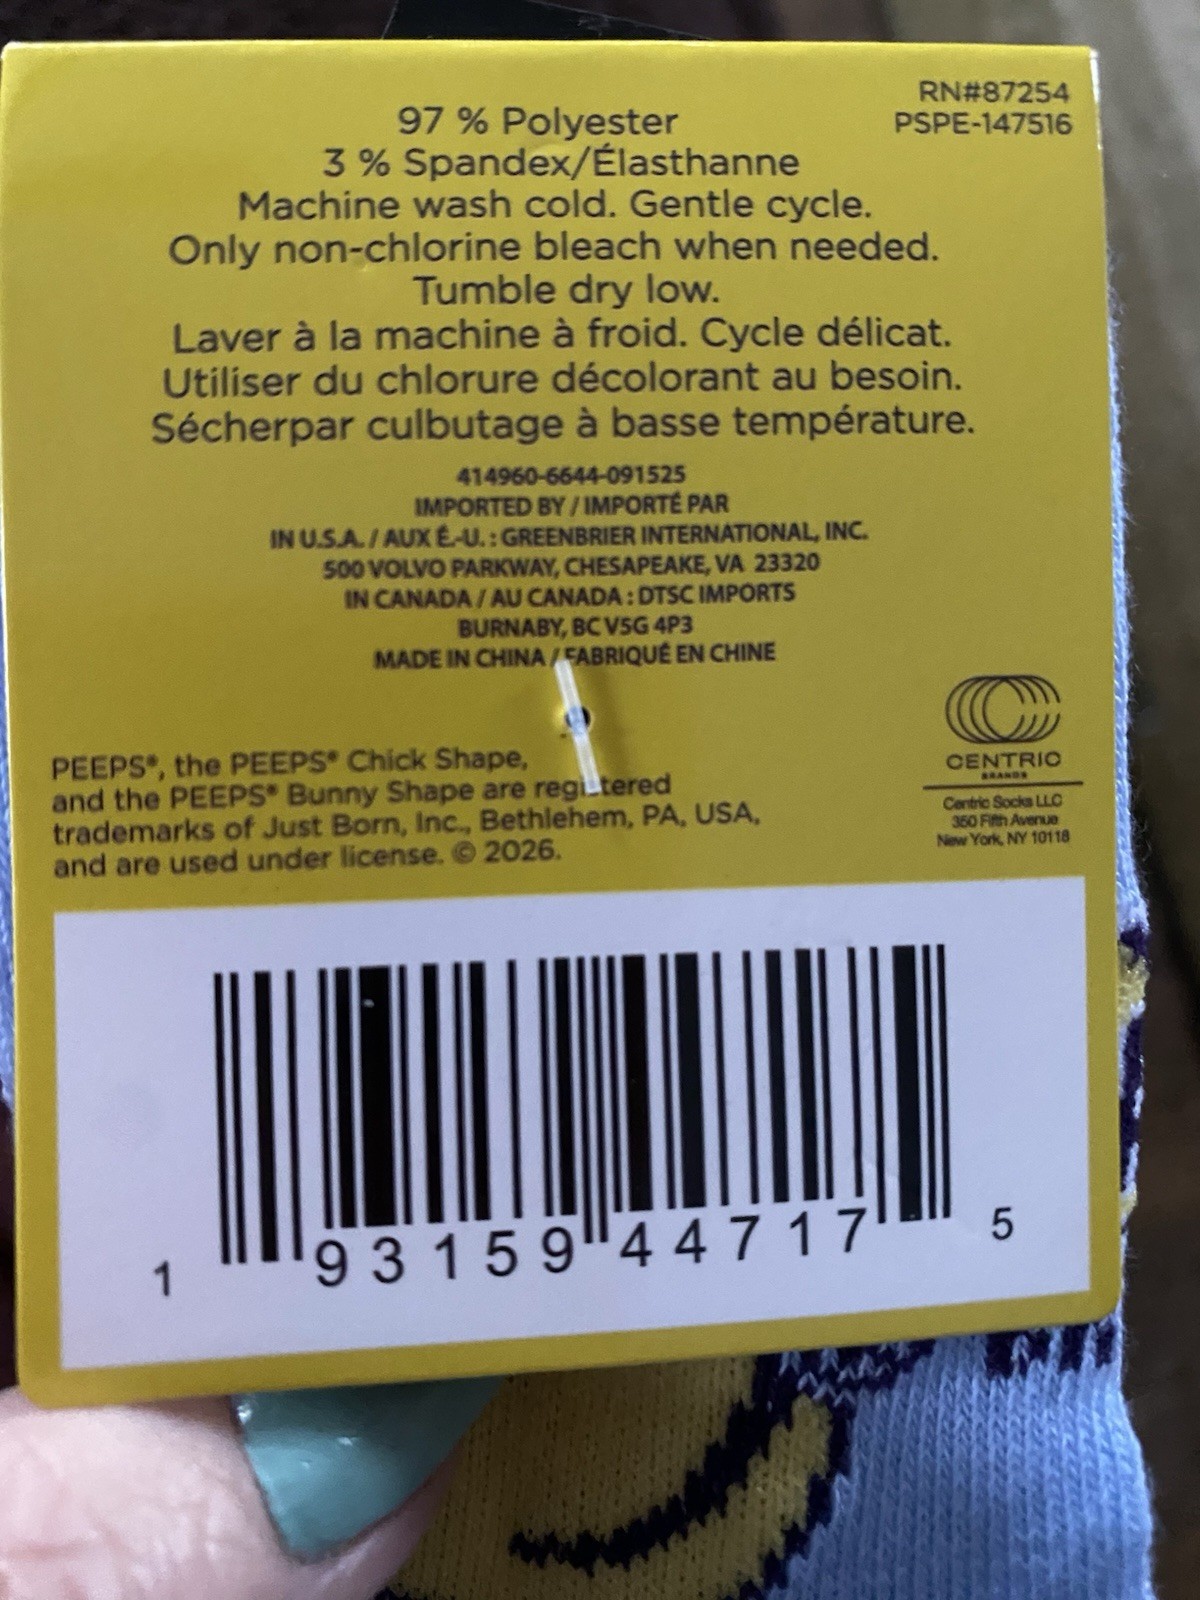 RN#87254
PSPE-147516
97 % Polyester
3 % Spandex/Élasthanne
Machine wash cold. Gentle cycle.
Only non-chlorine bleach when needed.
Tumble dry low.
Laver à la machine à froid. Cycle délicat.
Utiliser du chlorure décolorant au besoin.
Sécherpar culbutage à basse température.
414960-6644-091525
IMPORTED BY / IMPORTÉ PAR
IN U.S.A. / AUX É.-U. : GREENBRIER INTERNATIONAL, INC.
500 VOLVO PARKWAY, CHESAPEAKE, VA 23320
IN CANADA / AU CANADA : DTSC IMPORTS
BURNABY, BC V5G 4P3
MADE IN CHINA / FABRIQUÉ EN CHINE
PEEPS®, the PEEPS® Chick Shape,
and the PEEPS® Bunny Shape are registered
trademarks of Just Born, Inc., Bethlehem, PA, USA,
and are used under license. © 2026.
CENTRIC
BRANDS
Centric Socks LLC
350 Fifth Avenue
New York, NY 10118
1 93159 44717 5